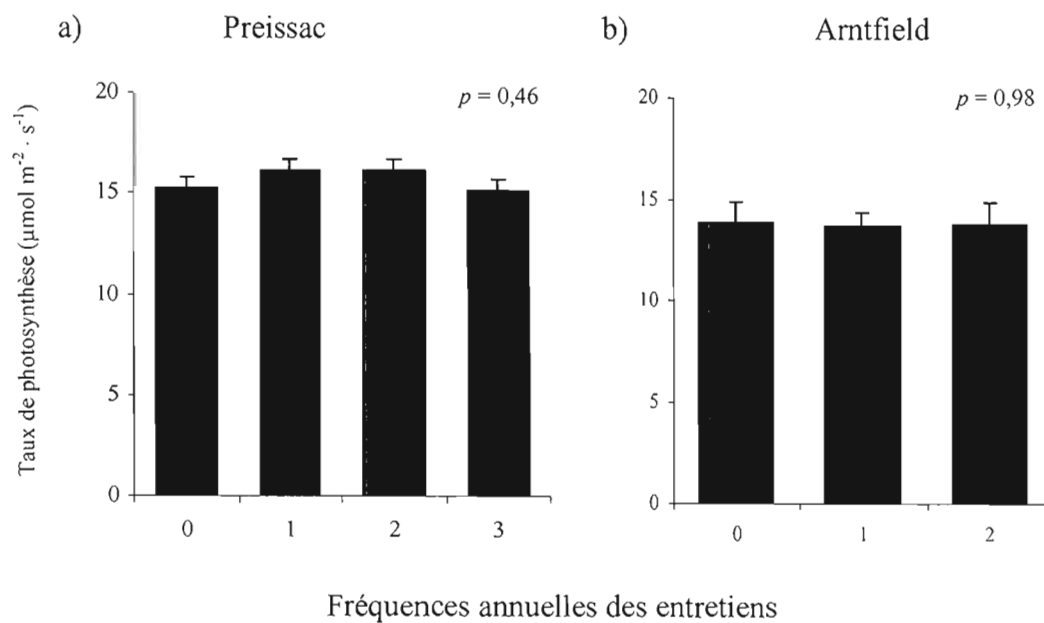 a) Preissac
b) Arntfield
Taux de photosynthèse (µmol m⁻² · s⁻¹)
20
15
10
5
0
p = 0,46
0 1 2 3
20
15
10
5
0
p = 0,98
0 1 2
Fréquences annuelles des entretiens